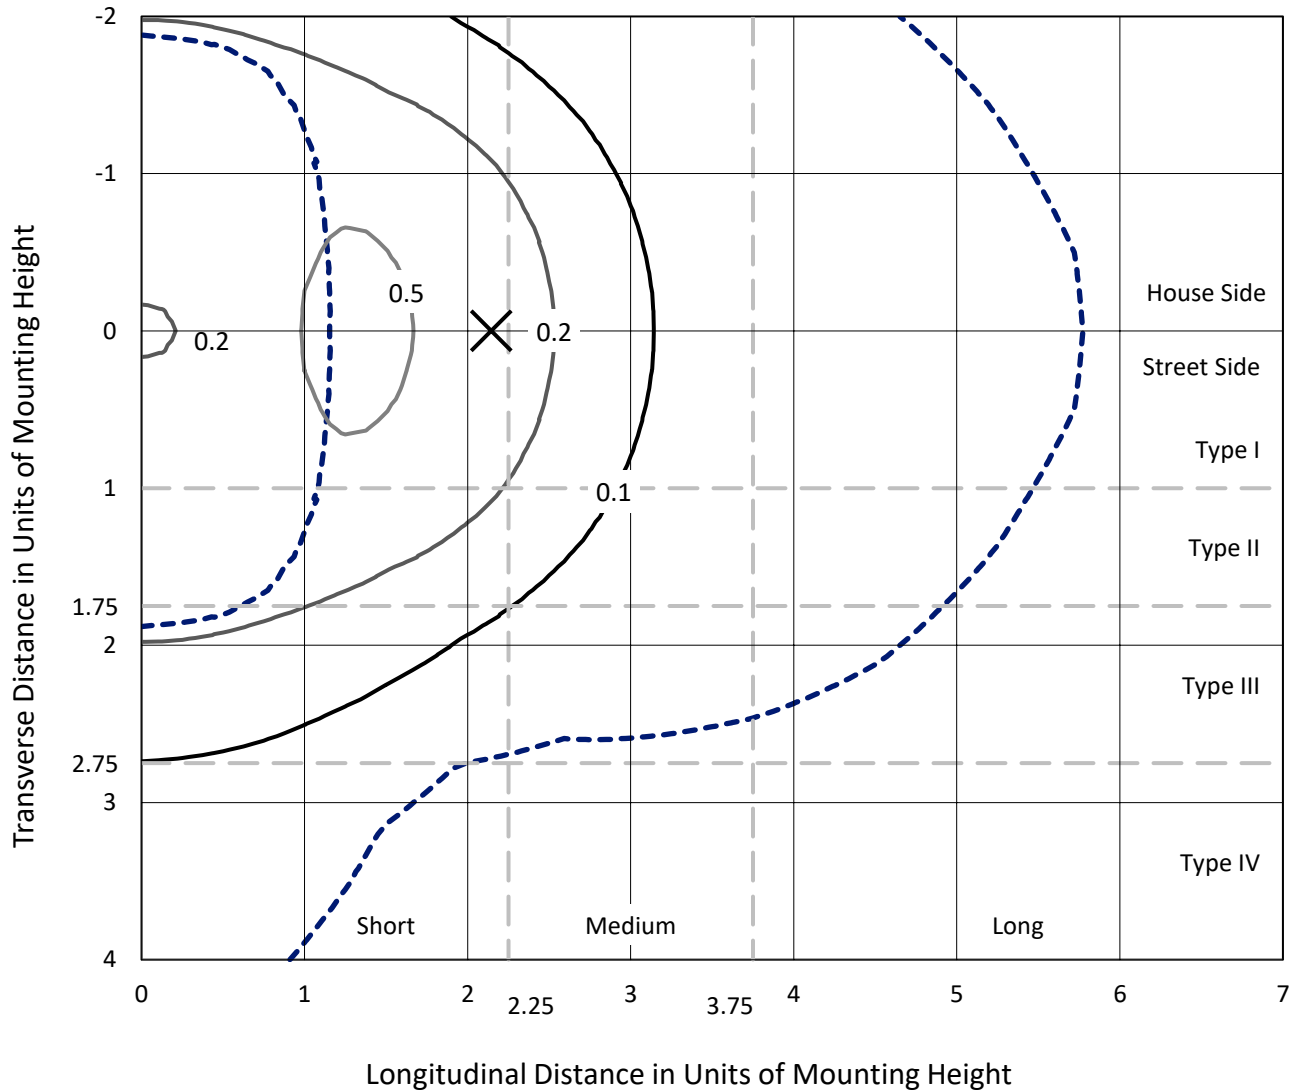 -2
-1
0
1
1.75
2
2.75
3
4
Transverse Distance in Units of Mounting Height
0.5
0.2
0.2
0.1
House Side
Street Side
Type I
Type II
Type III
Type IV
Short
Medium
Long
0 1 2 3 4 5 6 7
2.25 3.75
Longitudinal Distance in Units of Mounting Height